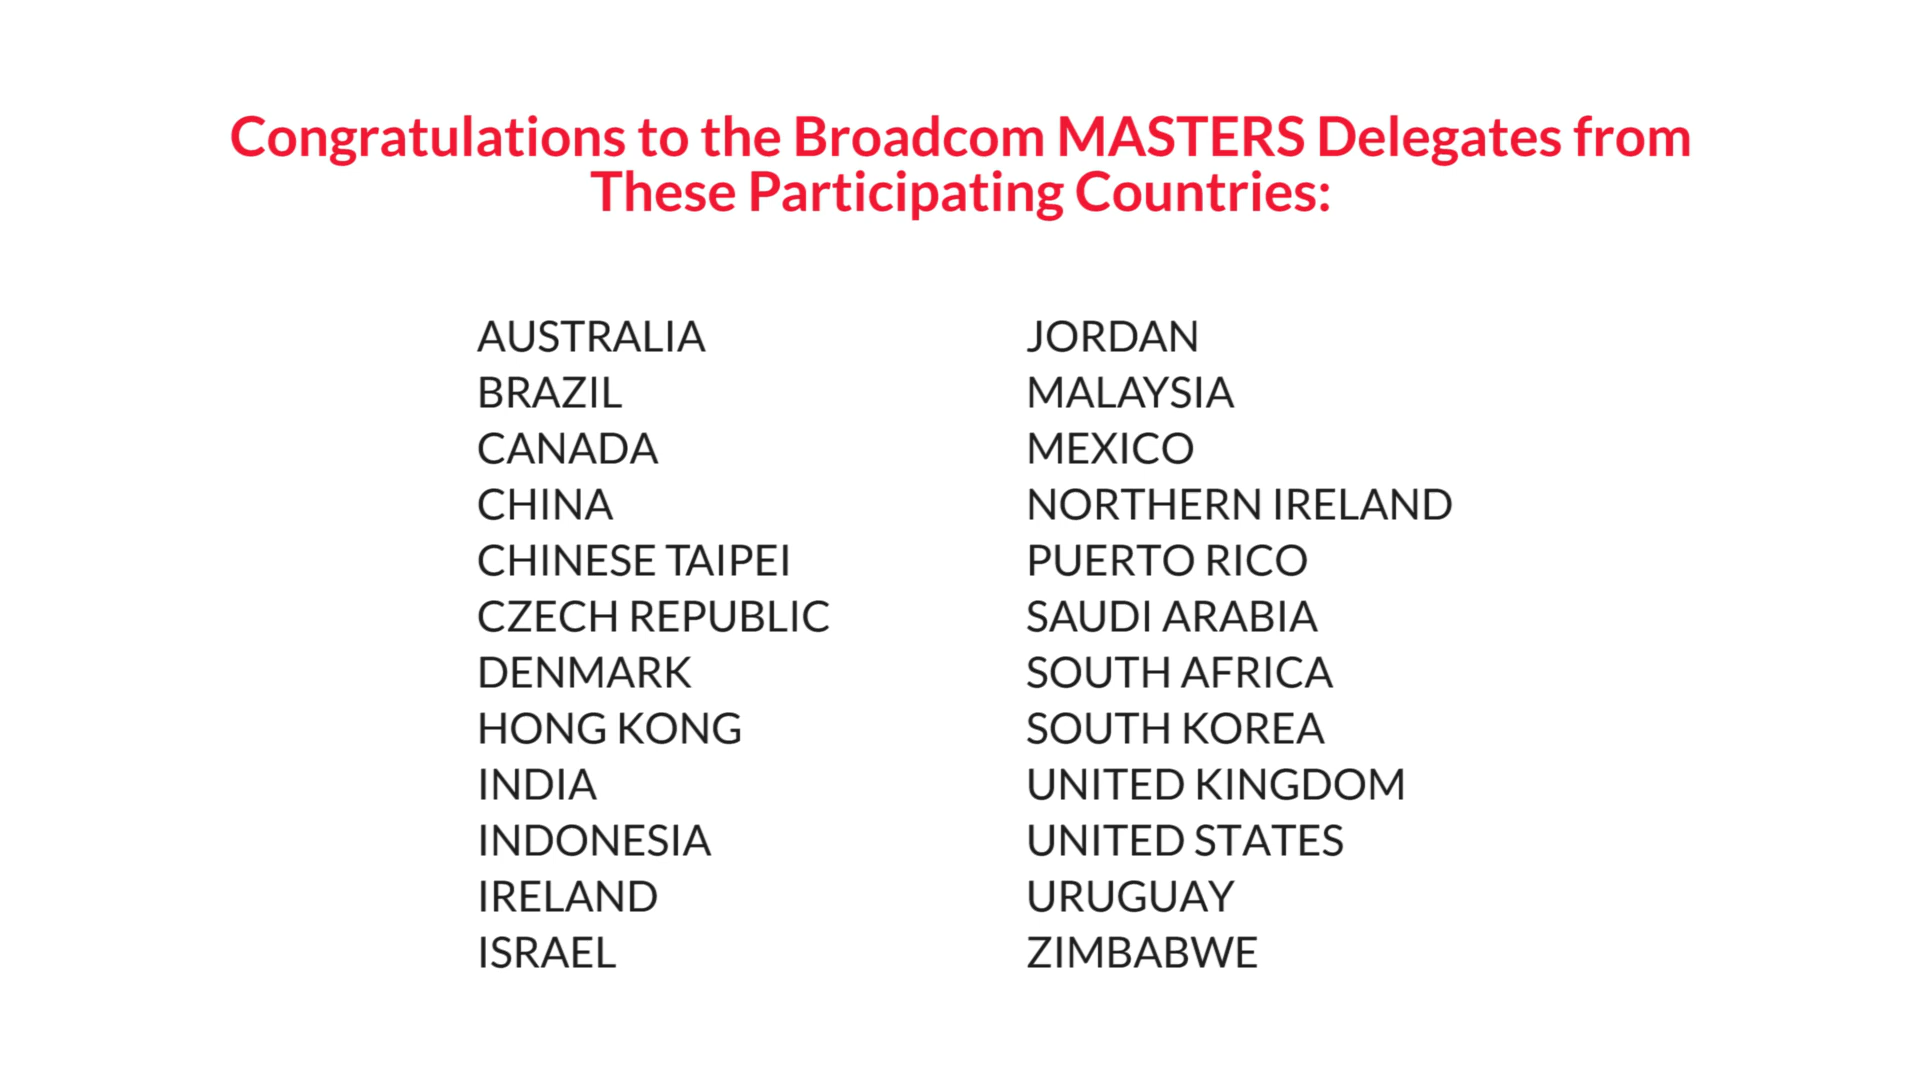 Congratulations to the Broadcom MASTERS Delegates from
These Participating Countries:
AUSTRALIA
BRAZIL
CANADA
CHINA
CHINESE TAIPEI
CZECH REPUBLIC
DENMARK
HONG KONG
INDIA
INDONESIA
IRELAND
ISRAEL
JORDAN
MALAYSIA
MEXICO
NORTHERN IRELAND
PUERTO RICO
SAUDI ARABIA
SOUTH AFRICA
SOUTH KOREA
UNITED KINGDOM
UNITED STATES
URUGUAY
ZIMBABWE